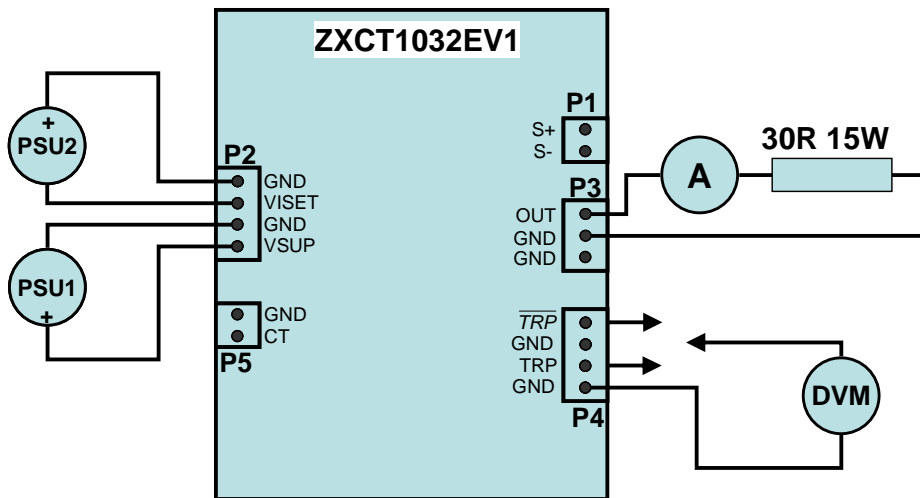 ZXCT1032EV1
+
PSU2
P2
GND
VISET
GND
VSUP
PSU1
+
GND
CT
P5
P1
S+
S-
P3
OUT
GND
GND
A
30R 15W
TRP
GND
TRP
GND
P4
DVM